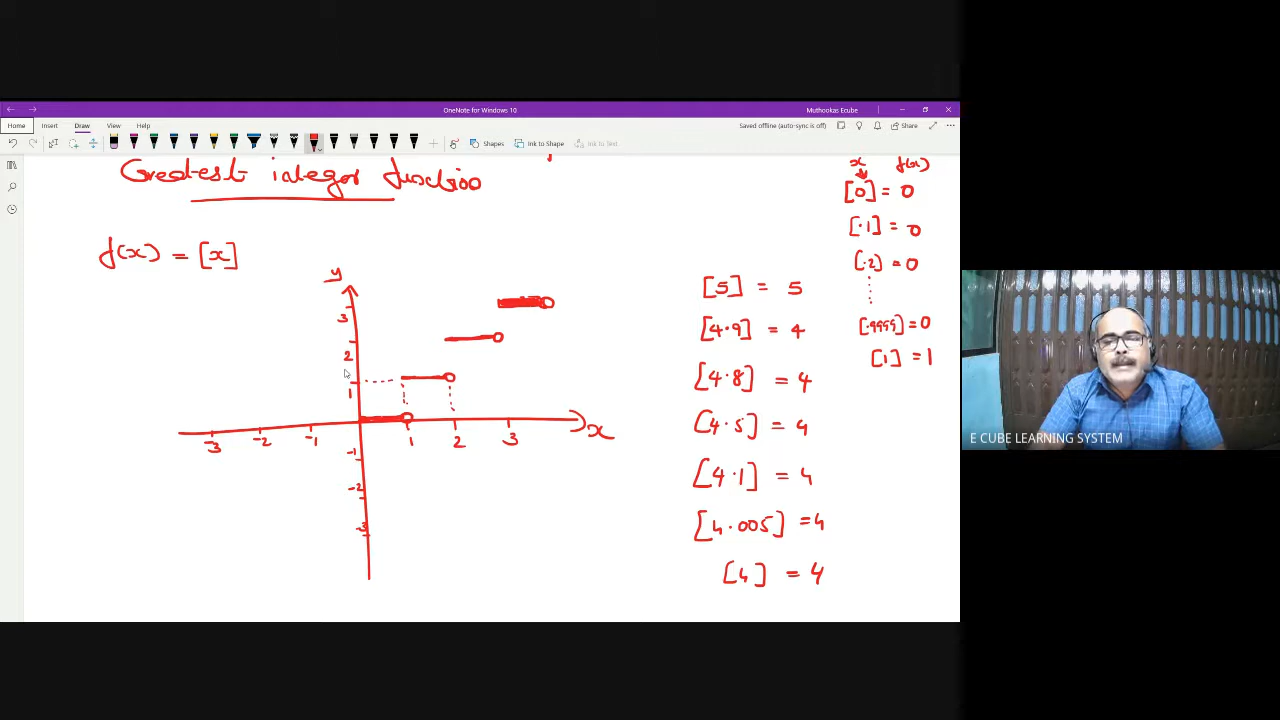 OneNote for Windows 10
Muthookas Ecube
Home Insert Draw View Help
Saved offline (auto-sync is off)
Share
Shapes
Ink to Shape
Ink to Text
Greatest integer function
f(x) = [x]
y
3
2
1
-3 -2 -1 1 2 3 x
-1
-2
-3
[5] = 5
[4.9] = 4
[4.8] = 4
[4.5] = 4
[4.1] = 4
[4.005] = 4
[4] = 4
x f(x)
[0] = 0
[.1] = 0
[.2] = 0
[.9999] = 0
[1] = 1
E CUBE LEARNING SYSTEM